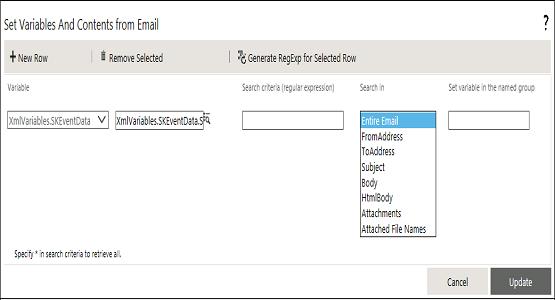 Set Variables And Contents from Email
?
New Row
Remove Selected
Generate RegExp for Selected Row
Variable
Search criteria (regular expression)
Search in
Set variable in the named group
XmlVariables.SKEventData
XmlVariables.SKEventData.S
Entire Email
FromAddress
ToAddress
Subject
Body
HtmlBody
Attachments
Attached File Names
Specify * in search criteria to retrieve all.
Cancel
Update